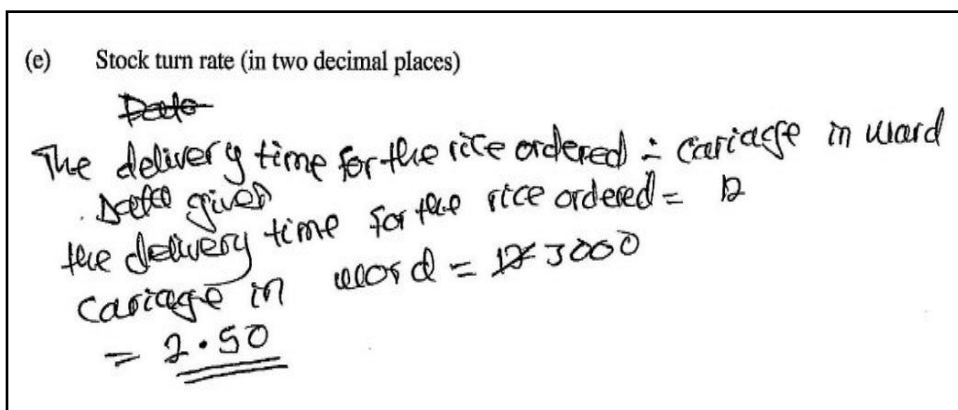 (e) Stock turn rate (in two decimal places)
Date
The delivery time for the rice ordered ÷ cariage in ward
Data given
the delivery time for the rice ordered = 12
cariage in word = 12 3000
= 2.50